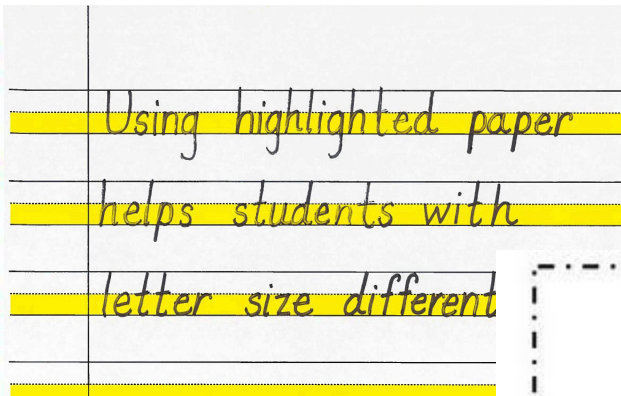 Using highlighted paper
helps students with
letter size different